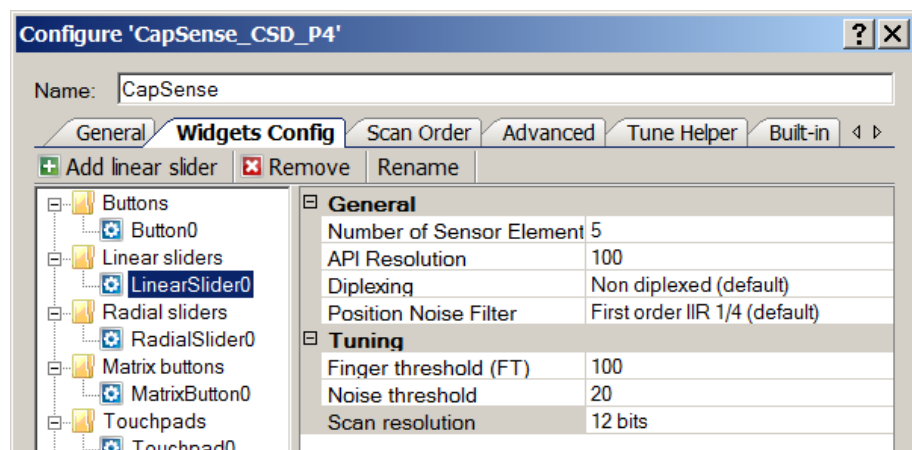 Configure 'CapSense_CSD_P4'
Name: CapSense
General Widgets Config Scan Order Advanced Tune Helper Built-in
Add linear slider Remove Rename
Buttons
Button0
Linear sliders
LinearSlider0
Radial sliders
RadialSlider0
Matrix buttons
MatrixButton0
Touchpads
Touchpad0
General
Number of Sensor Element 5
API Resolution 100
Diplexing Non diplexed (default)
Position Noise Filter First order IIR 1/4 (default)
Tuning
Finger threshold (FT) 100
Noise threshold 20
Scan resolution 12 bits